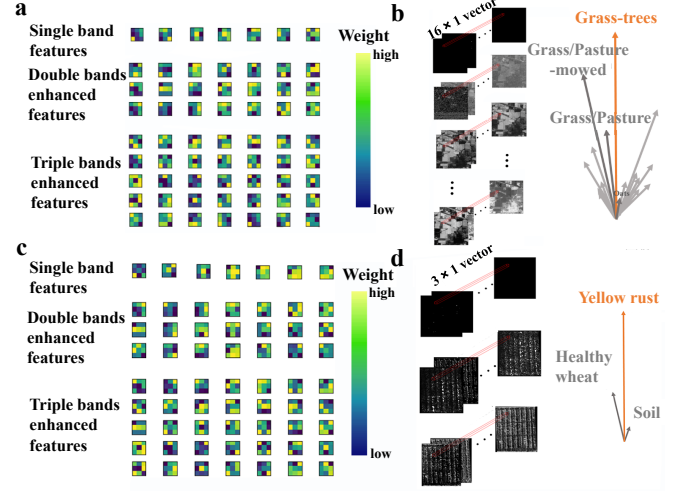 a
Single band
features
Double bands
enhanced
features
Triple bands
enhanced
features
Weight
high
low
b
16 × 1 vector
Grass-trees
Grass/Pasture
-mowed
Grass/Pasture
Oats
c
Single band
features
Double bands
enhanced
features
Triple bands
enhanced
features
Weight
high
low
d
3 × 1 vector
Yellow rust
Healthy
wheat
Soil